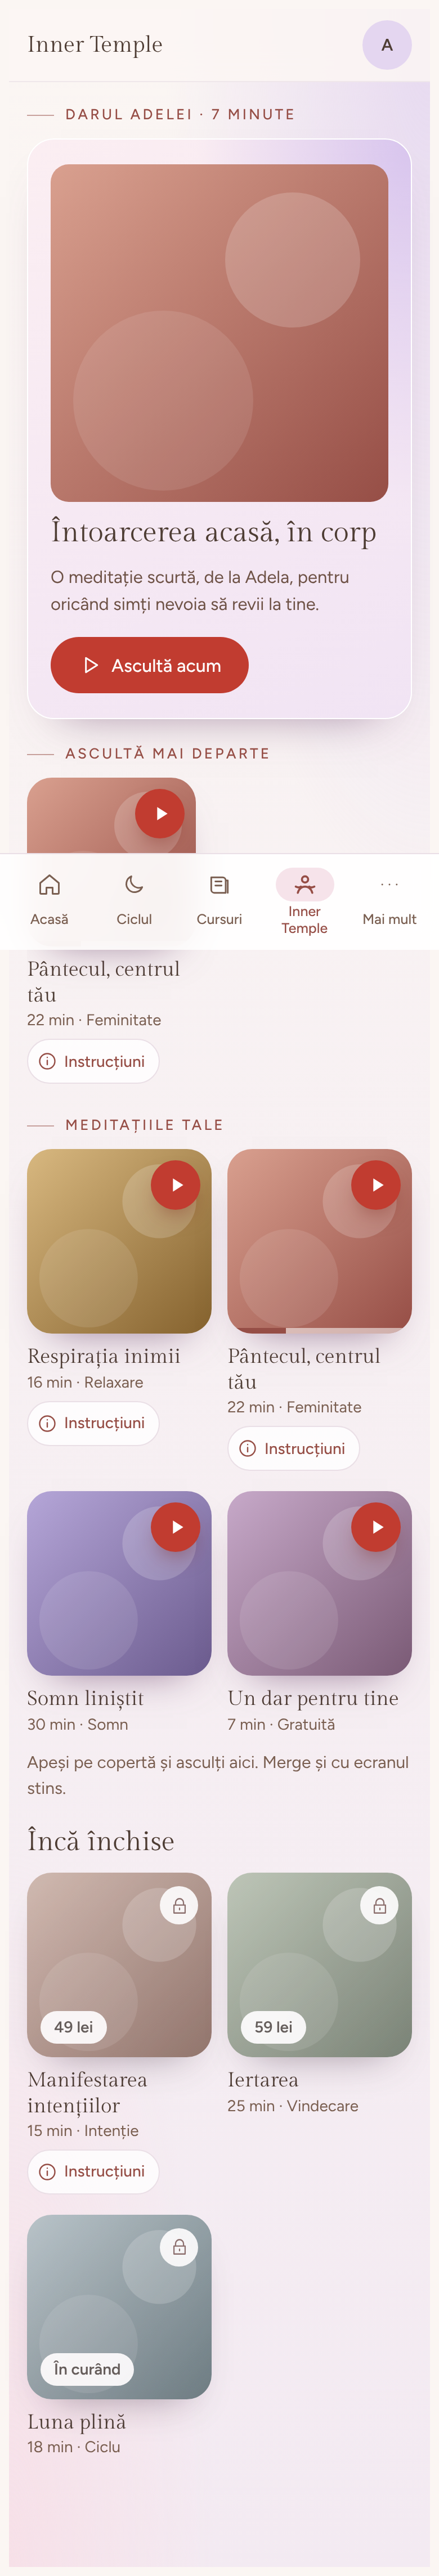 Inner Temple
A
DARUL ADELEI · 7 MINUTE
Întoarcerea acasă, în corp
O meditație scurtă, de la Adela, pentru
oricând simți nevoia să revii la tine.
Ascultă acum
ASCULTĂ MAI DEPARTE
Acasă
Ciclul
Cursuri
Inner
Temple
Mai mult
Pântecul, centrul
tău
22 min · Feminitate
Instrucțiuni
MEDITAȚIILE TALE
Respirația inimii
16 min · Relaxare
Instrucțiuni
Pântecul, centrul
tău
22 min · Feminitate
Instrucțiuni
Somn liniștit
30 min · Somn
Un dar pentru tine
7 min · Gratuită
Apeși pe copertă și asculți aici. Merge și cu ecranul
stins.
Încă închise
49 lei
Manifestarea
intențiilor
15 min · Intenție
Instrucțiuni
59 lei
Iertarea
25 min · Vindecare
În curând
Luna plină
18 min · Ciclu